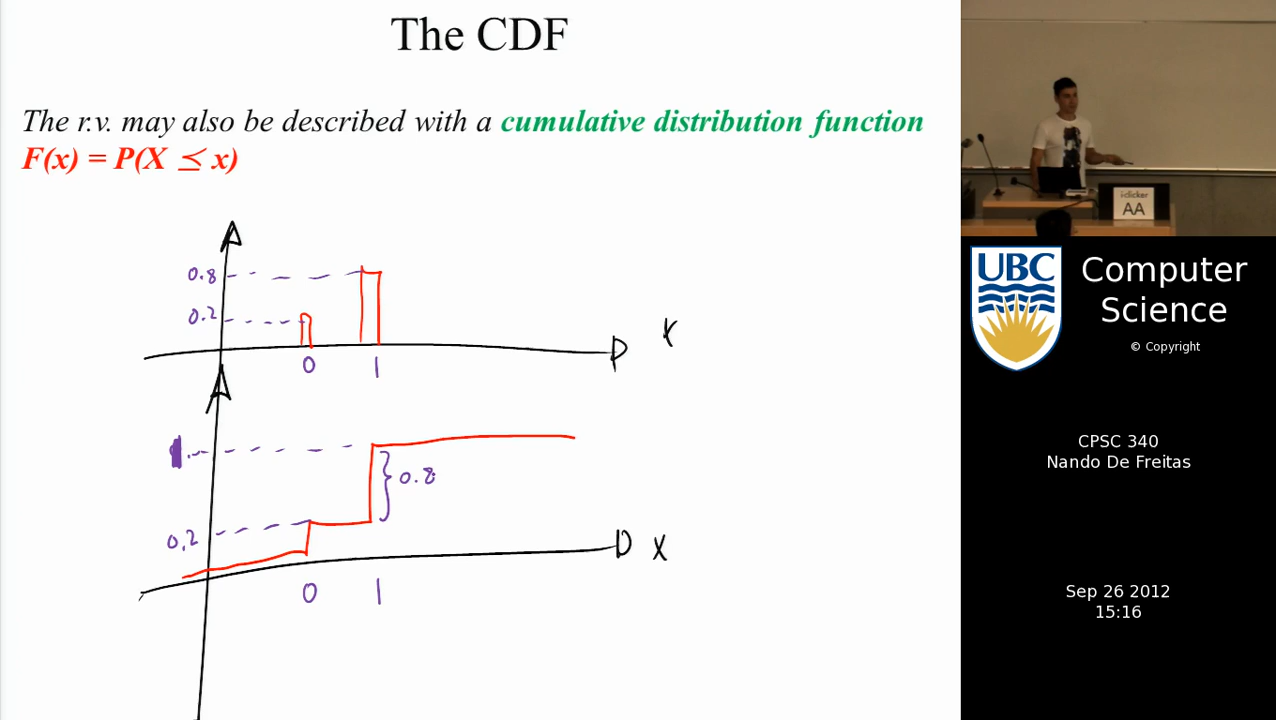 The CDF
The r.v. may also be described with a cumulative distribution function
F(x) = P(X ≤ x)
0.8
0.2
0
1
X
1
0.8
0.2
0
1
X
i-clicker
AA
UBC
Computer
Science
© Copyright
CPSC 340
Nando De Freitas
Sep 26 2012
15:16